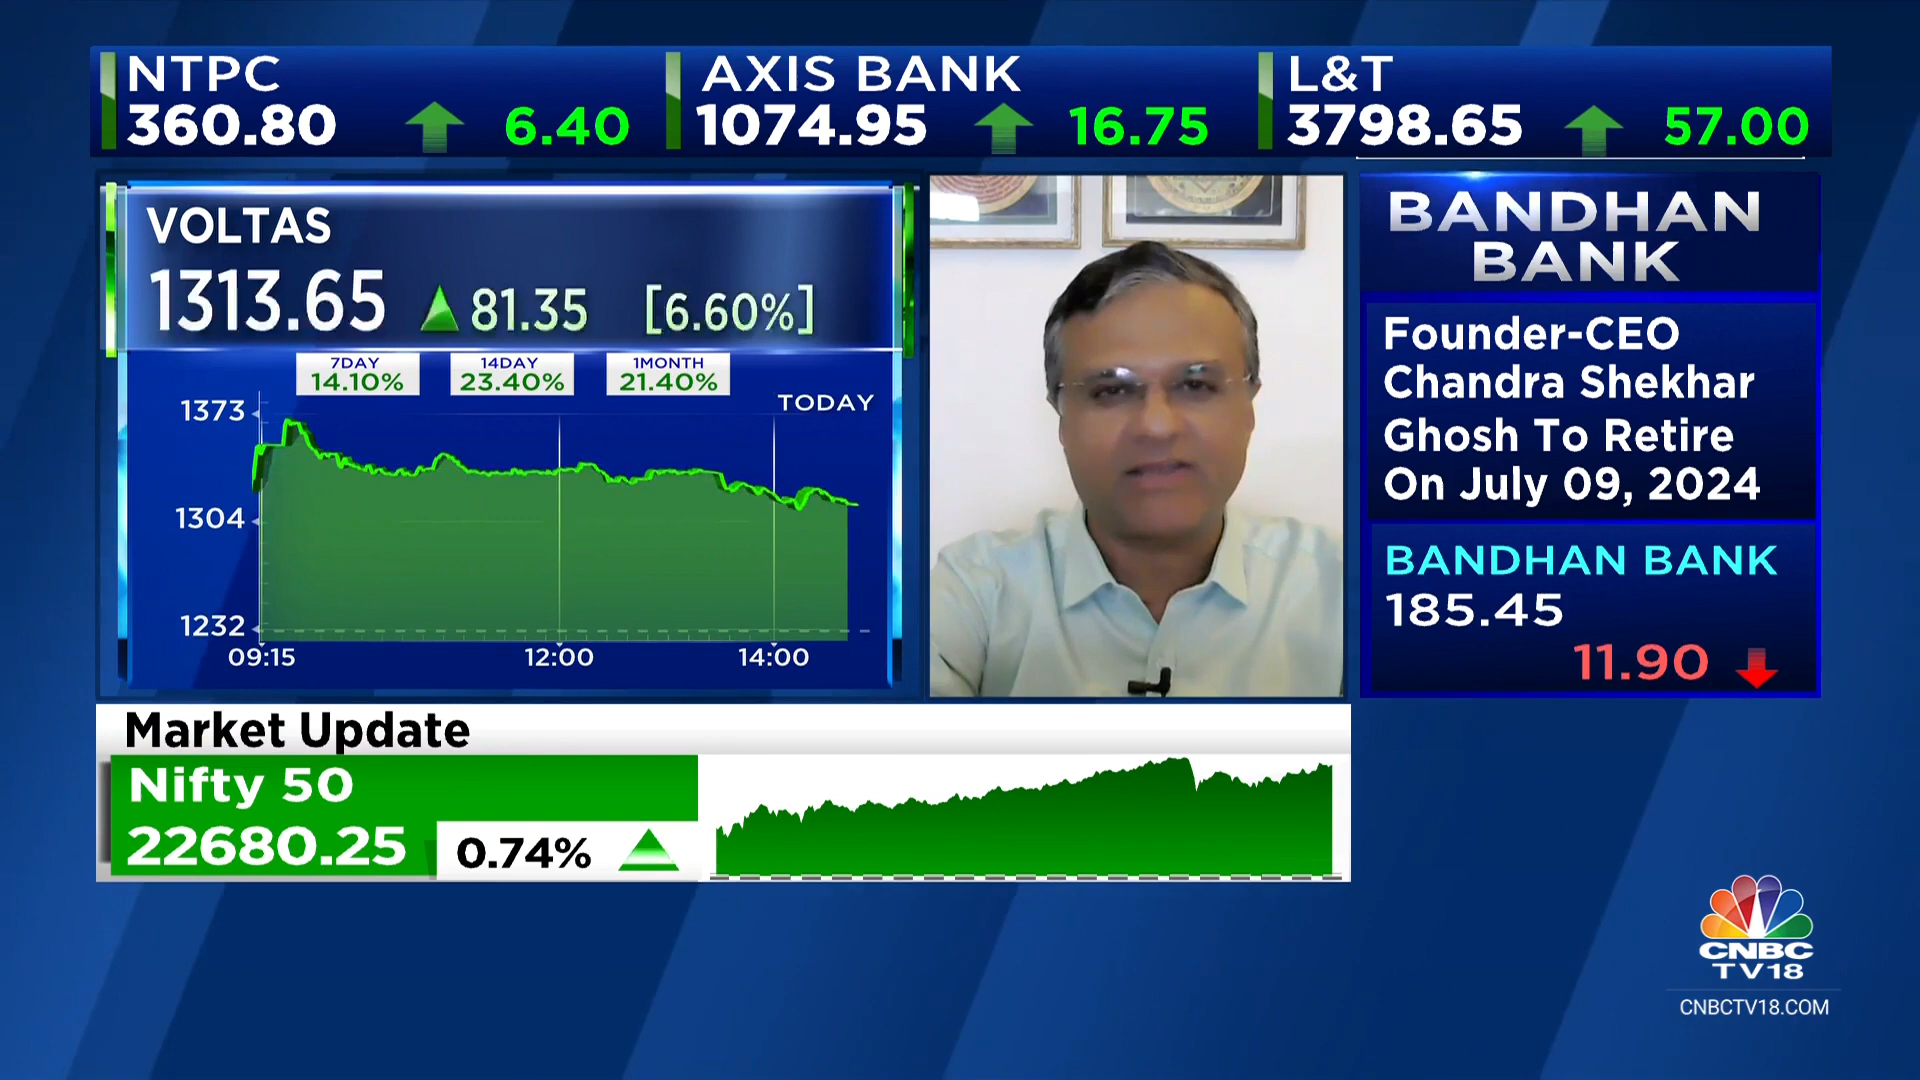 NTPC
360.80 6.40
AXIS BANK
1074.95 16.75
L&T
3798.65 57.00
VOLTAS
1313.65 81.35 [6.60%]
7DAY
14.10%
14DAY
23.40%
1MONTH
21.40%
TODAY
1373
1304
1232
09:15 12:00 14:00
BANDHAN
BANK
Founder-CEO
Chandra Shekhar
Ghosh To Retire
On July 09, 2024
BANDHAN BANK
185.45
11.90
Market Update
Nifty 50
22680.25 0.74%
CNBC
TV18
CNBCTV18.COM